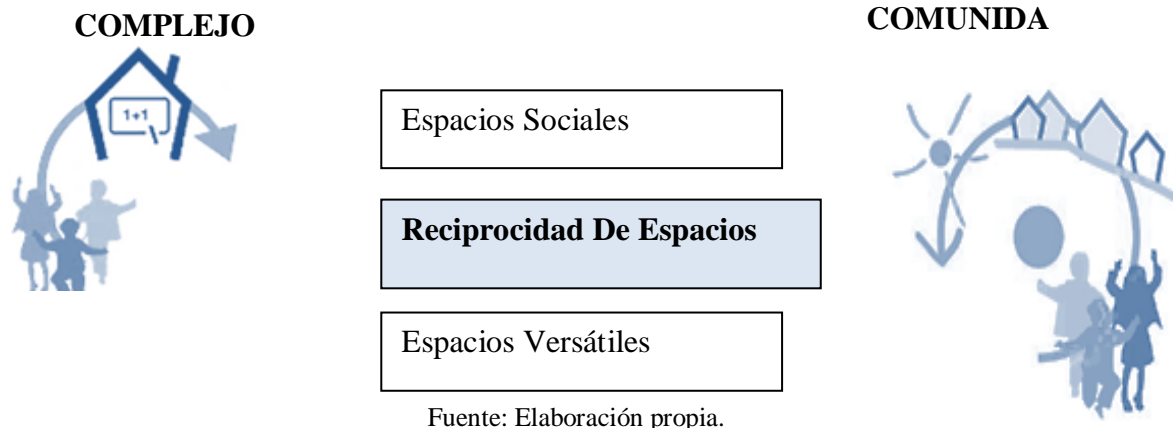 COMPLEJO
COMUNIDA
1+1
Espacios Sociales
Reciprocidad De Espacios
Espacios Versátiles
Fuente: Elaboración propia.